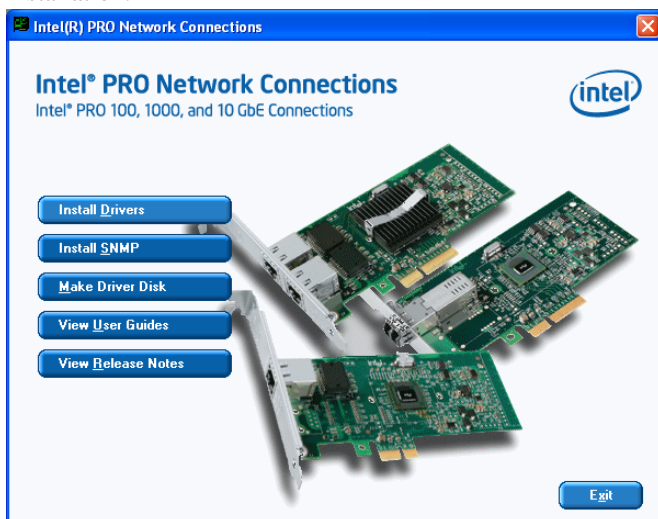 Intel(R) PRO Network Connections
Intel® PRO Network Connections
Intel® PRO 100, 1000, and 10 GbE Connections
intel
Install Drivers
Install SNMP
Make Driver Disk
View User Guides
View Release Notes
Exit